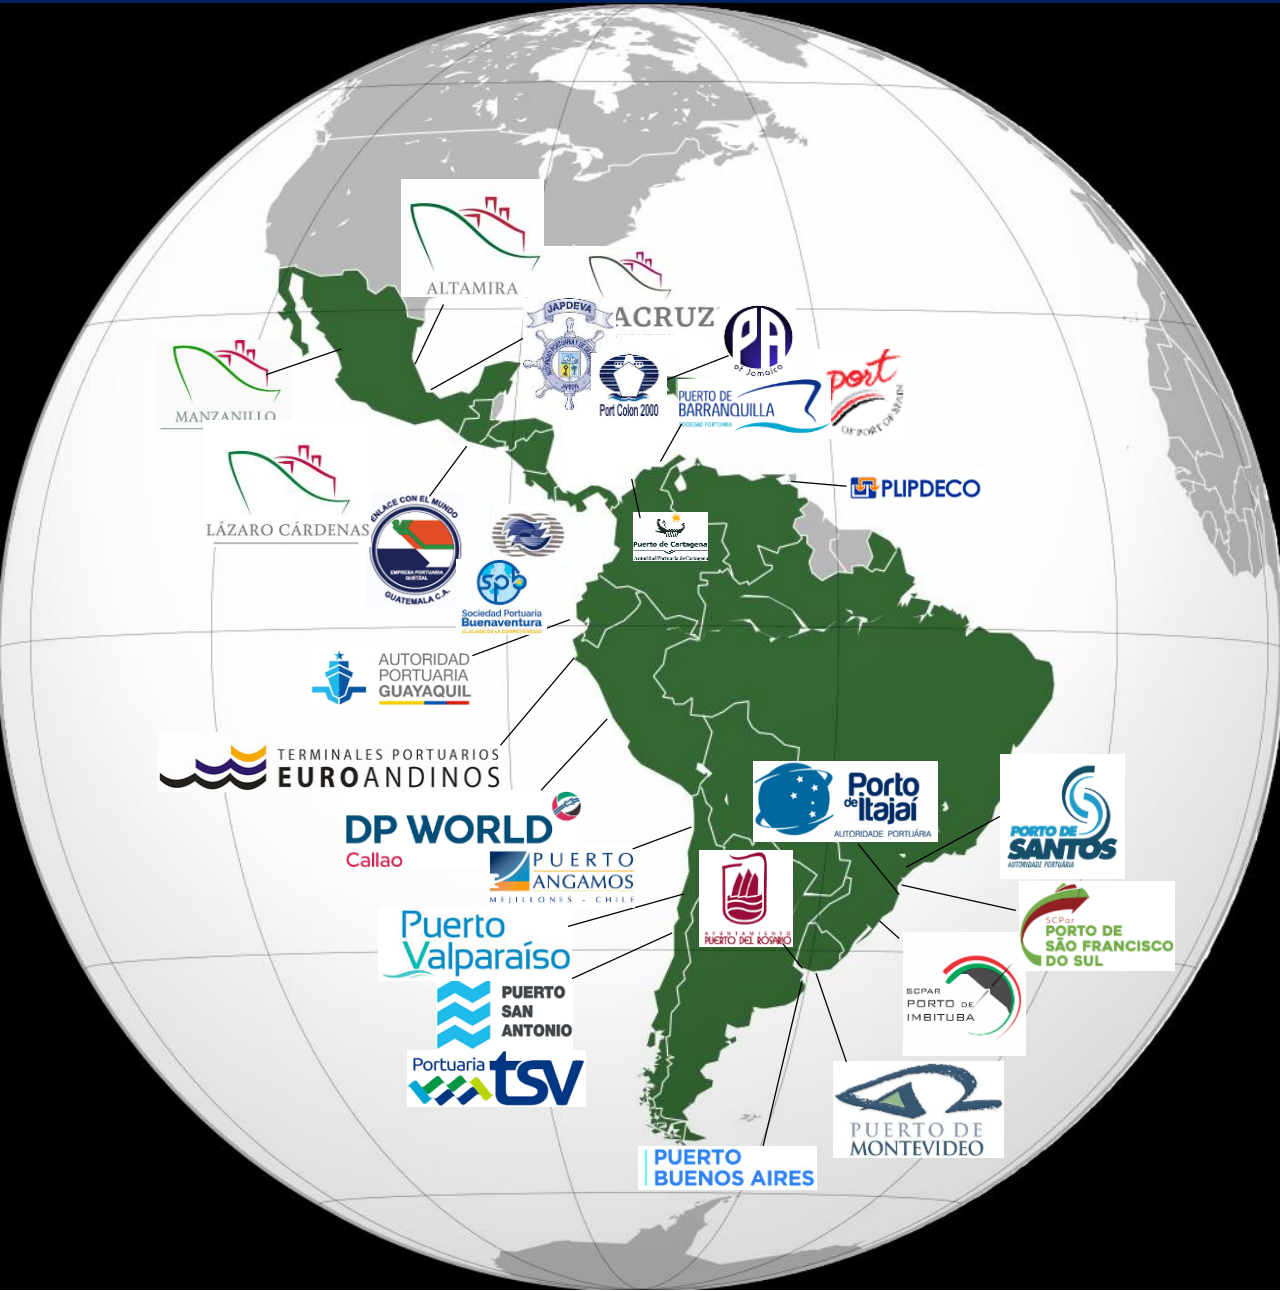 ALTAMIRA
ACRUZ
JAPDEVA
PA
of Jamaica
Port Colon 2000
PUERTO DE
BARRANQUILLA
SOCIEDAD PORTUARIA
port
OF PORT OF SPAIN
MANZANILLO
LÁZARO CÁRDENAS
ENLACE CON EL MUNDO
EMPRESA PORTUARIA
QUETZAL
GUATEMALA C.A.
PLIPDECO
Puerto de Cartagena
Autoridad Portuaria de Cartagena
spb
Sociedad Portuaria
Buenaventura
AUTORIDAD
PORTUARIA
GUAYAQUIL
TERMINALES PORTUARIOS
EUROANDINOS
DP WORLD
Callao
PUERTO
ANGAMOS
MEJILLONES - CHILE
Porto
de Itajaí
AUTORIDADE PORTUÁRIA
PORTO DE
SANTOS
AUTORIDADE PORTUÁRIA
AYUNTAMIENTO
PUERTO DEL ROSARIO
SCPar
PORTO DE
SÃO FRANCISCO
DO SUL
Puerto
Valparaíso
PUERTO
SAN
ANTONIO
SCPAR
PORTO DE
IMBITUBA
Portuaria tsv
PUERTO DE
MONTEVIDEO
PUERTO
BUENOS AIRES